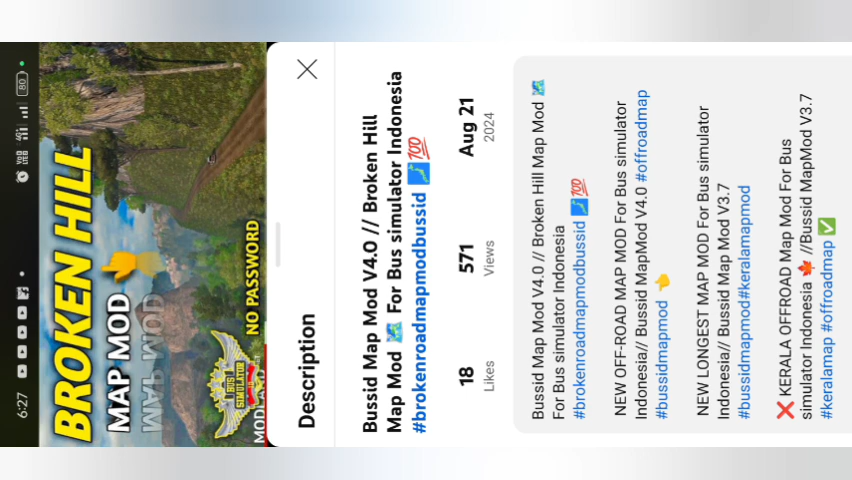 6:27
80
BROKEN HILL
MAP MOD
BUS
SIMULATOR
NO PASSWORD
Description
Bussid Map Mod V4.0 // Broken Hill
Map Mod 🗺️ For Bus simulator Indonesia
#brokenroadmapmodbussid 🗾💯
18
Likes
571
Views
Aug 21
2024
Bussid Map Mod V4.0 // Broken Hill Map Mod 🗺️
For Bus simulator Indonesia
#brokenroadmapmodbussid 🗾💯
NEW OFF-ROAD MAP MOD For Bus simulator
Indonesia// Bussid MapMod V4.0 #offroadmap
#bussidmapmod 👈
NEW LONGEST MAP MOD For Bus simulator
Indonesia// Bussid Map Mod V3.7
#bussidmapmod#keralamapmod
❌ KERALA OFFROAD Map Mod For Bus
simulator Indonesia 🍁 //Bussid MapMod V3.7
#keralamap #offroadmap ✅